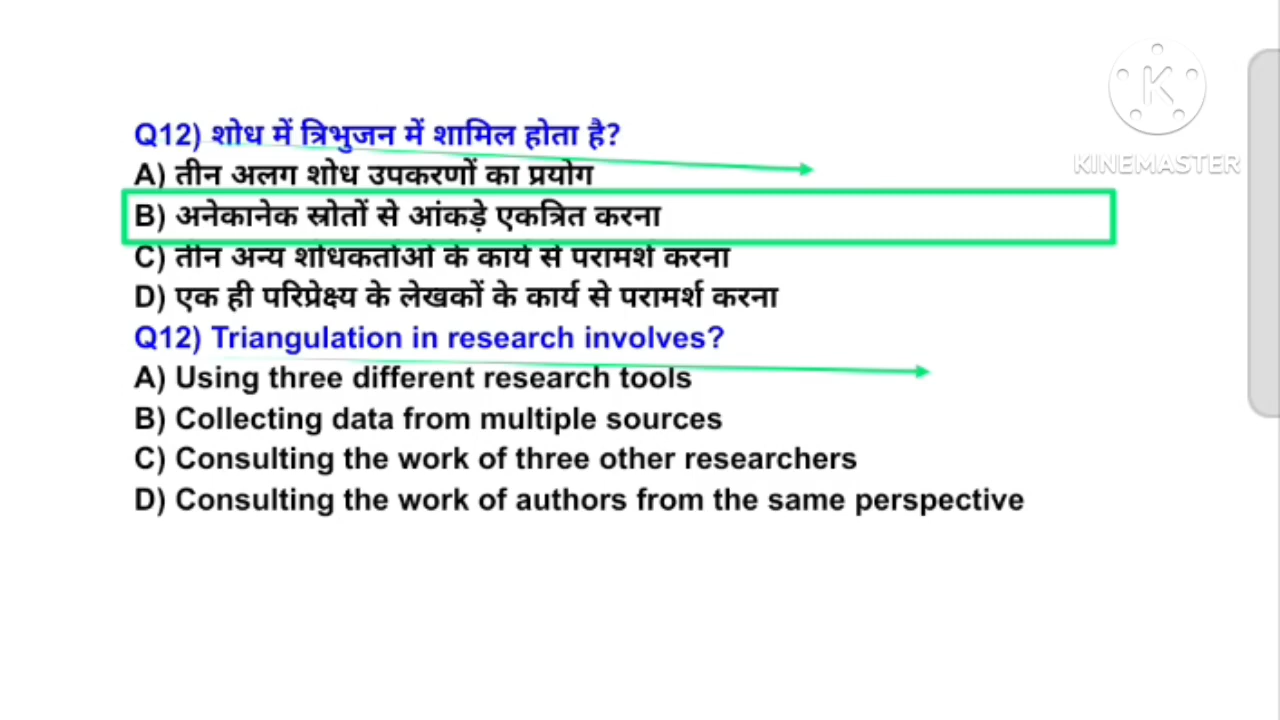 K
KINEMASTER
Q12) शोध में त्रिभुजन में शामिल होता है?
A) तीन अलग शोध उपकरणों का प्रयोग
B) अनेकानेक स्रोतों से आंकड़े एकत्रित करना
C) तीन अन्य शोधकर्ताओं के कार्य से परामर्श करना
D) एक ही परिप्रेक्ष्य के लेखकों के कार्य से परामर्श करना
Q12) Triangulation in research involves?
A) Using three different research tools
B) Collecting data from multiple sources
C) Consulting the work of three other researchers
D) Consulting the work of authors from the same perspective